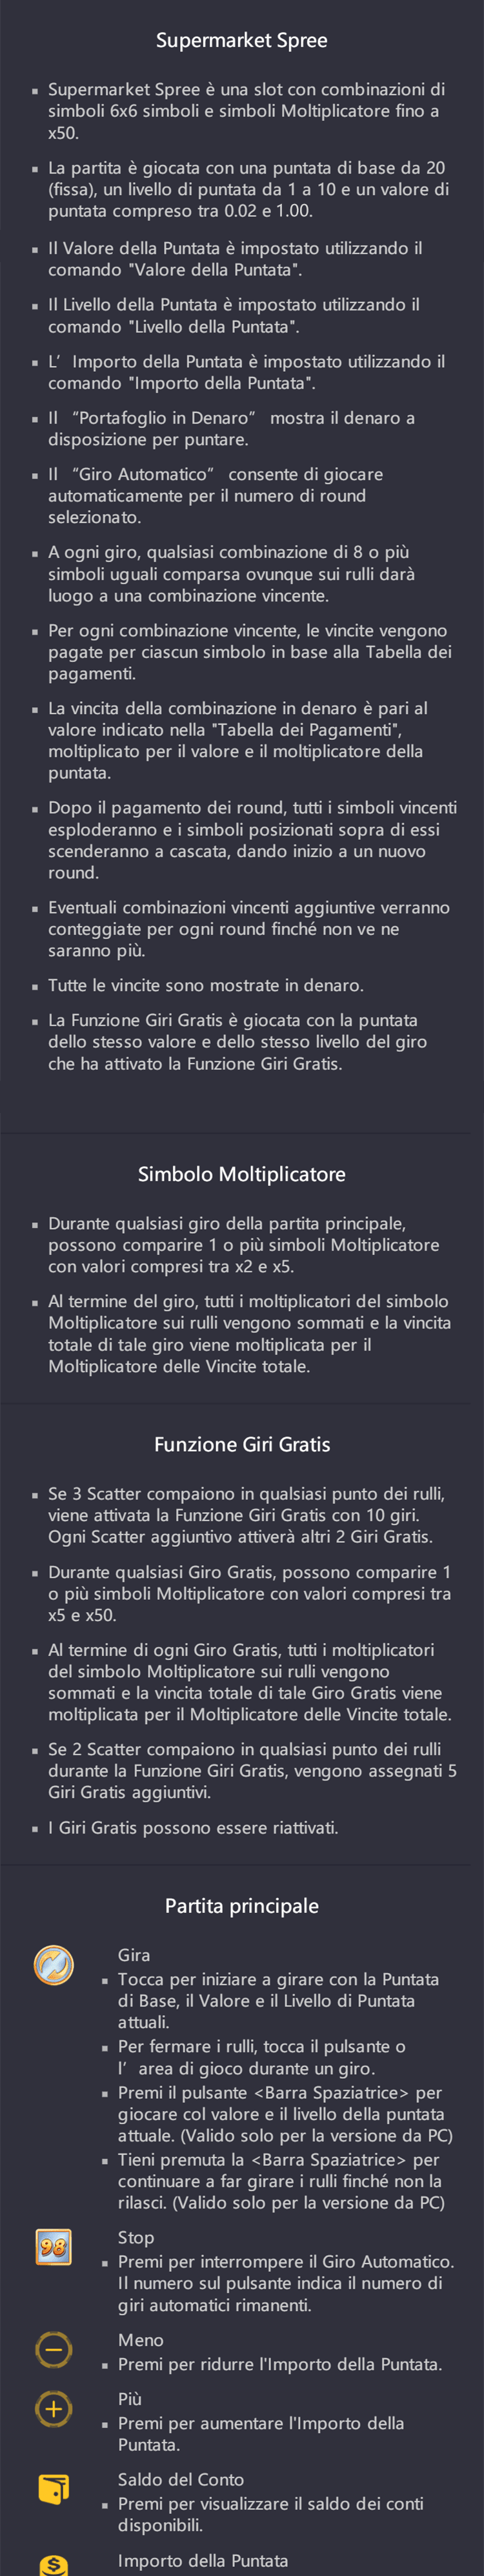 Supermarket Spree
Supermarket Spree è una slot con combinazioni di
simboli 6x6 simboli e simboli Moltiplicatore fino a
x50.
La partita è giocata con una puntata di base da 20
(fissa), un livello di puntata da 1 a 10 e un valore di
puntata compreso tra 0.02 e 1.00.
Il Valore della Puntata è impostato utilizzando il
comando "Valore della Puntata".
Il Livello della Puntata è impostato utilizzando il
comando "Livello della Puntata".
L’ Importo della Puntata è impostato utilizzando il
comando "Importo della Puntata".
Il “Portafoglio in Denaro” mostra il denaro a
disposizione per puntare.
Il “Giro Automatico” consente di giocare
automaticamente per il numero di round
selezionato.
A ogni giro, qualsiasi combinazione di 8 o più
simboli uguali comparsa ovunque sui rulli darà
luogo a una combinazione vincente.
Per ogni combinazione vincente, le vincite vengono
pagate per ciascun simbolo in base alla Tabella dei
pagamenti.
La vincita della combinazione in denaro è pari al
valore indicato nella "Tabella dei Pagamenti",
moltiplicato per il valore e il moltiplicatore della
puntata.
Dopo il pagamento dei round, tutti i simboli vincenti
esploderanno e i simboli posizionati sopra di essi
scenderanno a cascata, dando inizio a un nuovo
round.
Eventuali combinazioni vincenti aggiuntive verranno
conteggiate per ogni round finché non ve ne
saranno più.
Tutte le vincite sono mostrate in denaro.
La Funzione Giri Gratis è giocata con la puntata
dello stesso valore e dello stesso livello del giro
che ha attivato la Funzione Giri Gratis.
Simbolo Moltiplicatore
Durante qualsiasi giro della partita principale,
possono comparire 1 o più simboli Moltiplicatore
con valori compresi tra x2 e x5.
Al termine del giro, tutti i moltiplicatori del simbolo
Moltiplicatore sui rulli vengono sommati e la vincita
totale di tale giro viene moltiplicata per il
Moltiplicatore delle Vincite totale.
Funzione Giri Gratis
Se 3 Scatter compaiono in qualsiasi punto dei rulli,
viene attivata la Funzione Giri Gratis con 10 giri.
Ogni Scatter aggiuntivo attiverà altri 2 Giri Gratis.
Durante qualsiasi Giro Gratis, possono comparire 1
o più simboli Moltiplicatore con valori compresi tra
x5 e x50.
Al termine di ogni Giro Gratis, tutti i moltiplicatori
del simbolo Moltiplicatore sui rulli vengono
sommati e la vincita totale di tale Giro Gratis viene
moltiplicata per il Moltiplicatore delle Vincite totale.
Se 2 Scatter compaiono in qualsiasi punto dei rulli
durante la Funzione Giri Gratis, vengono assegnati 5
Giri Gratis aggiuntivi.
I Giri Gratis possono essere riattivati.
Partita principale
Gira
Tocca per iniziare a girare con la Puntata
di Base, il Valore e il Livello di Puntata
attuali.
Per fermare i rulli, tocca il pulsante o
l’ area di gioco durante un giro.
Premi il pulsante <Barra Spaziatrice> per
giocare col valore e il livello della puntata
attuale. (Valido solo per la versione da PC)
Tieni premuta la <Barra Spaziatrice> per
continuare a far girare i rulli finché non la
rilasci. (Valido solo per la versione da PC)
98
Stop
Premi per interrompere il Giro Automatico.
Il numero sul pulsante indica il numero di
giri automatici rimanenti.
Meno
Premi per ridurre l'Importo della Puntata.
Più
Premi per aumentare l'Importo della
Puntata.
Saldo del Conto
Premi per visualizzare il saldo dei conti
disponibili.
Importo della Puntata